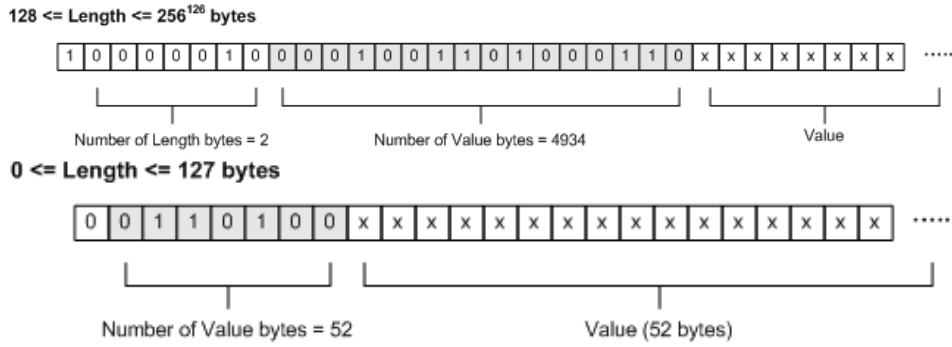 128 <= Length <= 256^126 bytes
1 0 0 0 0 0 1 0 0 0 0 1 0 0 1 1 0 1 0 0 0 1 1 0 x x x x x x x x .....
Number of Length bytes = 2 Number of Value bytes = 4934 Value
0 <= Length <= 127 bytes
0 0 1 1 0 1 0 0 x x x x x x x x x x x x x x x x .....
Number of Value bytes = 52 Value (52 bytes)